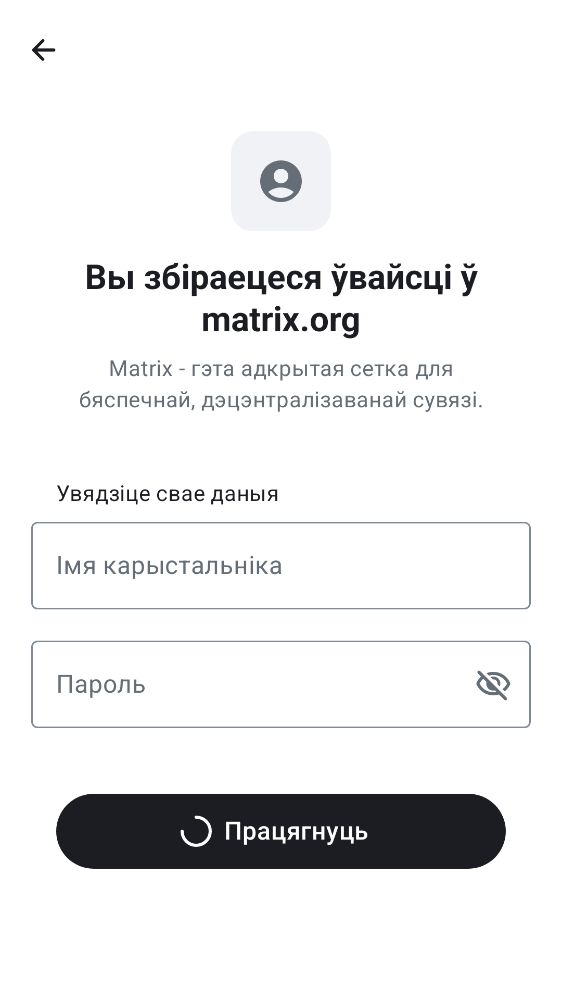 Вы збіраецеся ўвайсці ў
matrix.org
Matrix - гэта адкрытая сетка для
бяспечнай, дэцэнтралізаванай сувязі.
Увядзіце свае даныя
Імя карыстальніка
Пароль
Працягнуць